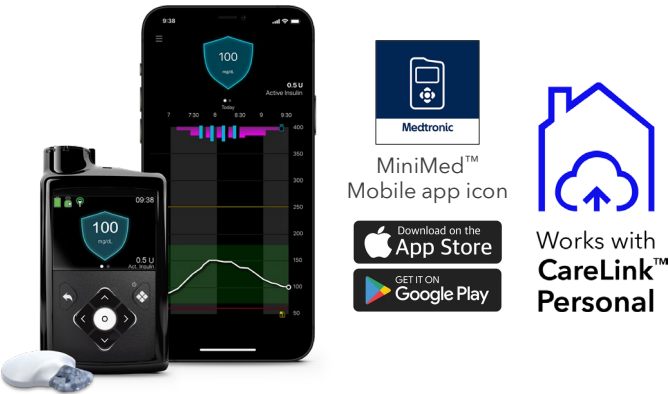 9:38
100
mg/dL
0.5 U
Active Insulin
Today
7 7:30 8 8:30 9 9:30
400
350
300
250
200
150
100
50
09:38
100
mg/dL
0.5 U
Act. Insulin
Medtronic
MiniMed™
Mobile app icon
Download on the
App Store
GET IT ON
Google Play
Works with
CareLink™
Personal